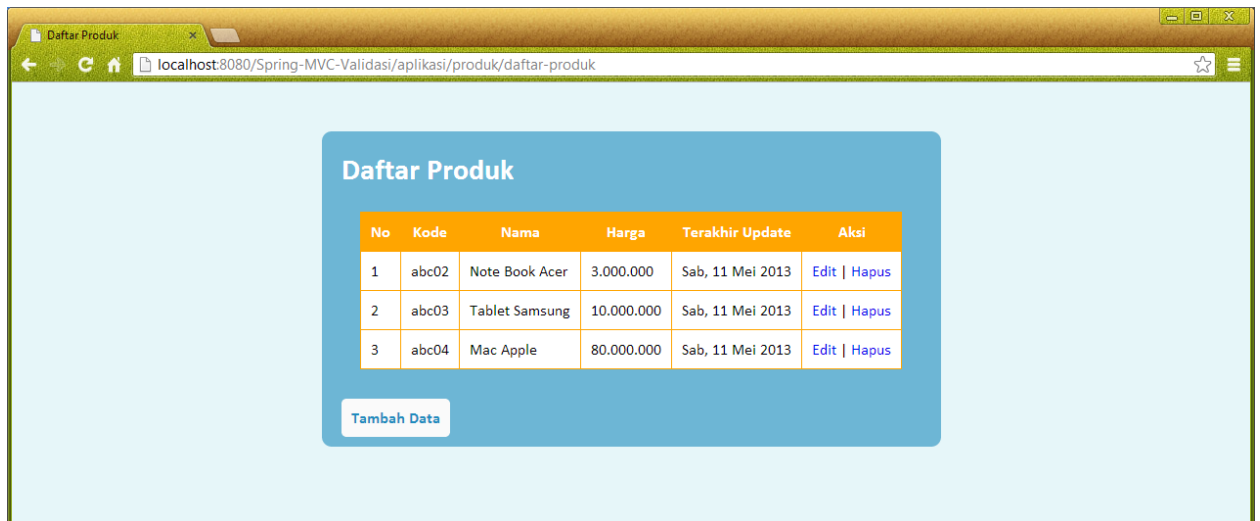 Daftar Produk
localhost:8080/Spring-MVC-Validasi/aplikasi/produk/daftar-produk
Daftar Produk
No Kode Nama Harga Terakhir Update Aksi
1 abc02 Note Book Acer 3.000.000 Sab, 11 Mei 2013 Edit | Hapus
2 abc03 Tablet Samsung 10.000.000 Sab, 11 Mei 2013 Edit | Hapus
3 abc04 Mac Apple 80.000.000 Sab, 11 Mei 2013 Edit | Hapus
Tambah Data